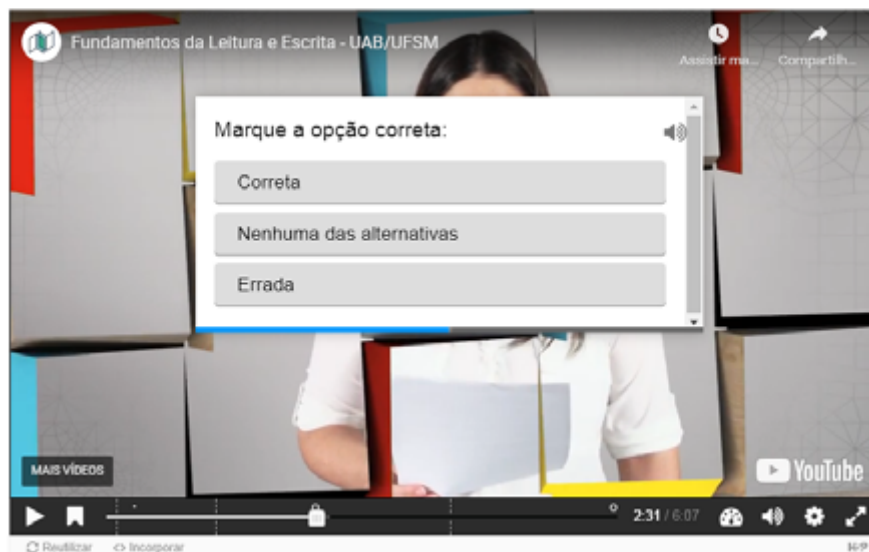 Fundamentos da Leitura e Escrita - UAB/UFSM
Assistir ma... Compartilh...
Marque a opção correta:
Correta
Nenhuma das alternativas
Errada
MAIS VÍDEOS
YouTube
2:31 / 6:07
Reutilizar <> Incorporar
H5P